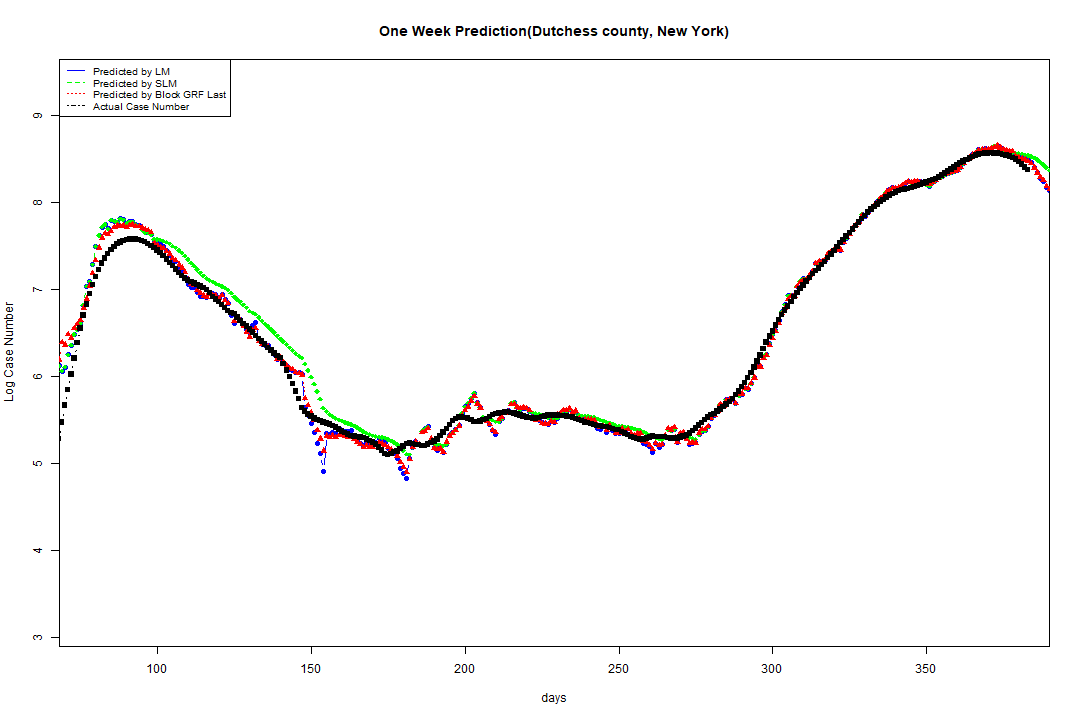 One Week Prediction(Dutchess county, New York)
Predicted by LM
Predicted by SLM
Predicted by Block GRF Last
Actual Case Number
9
8
7
6
5
4
3
Log Case Number
100 150 200 250 300 350
days